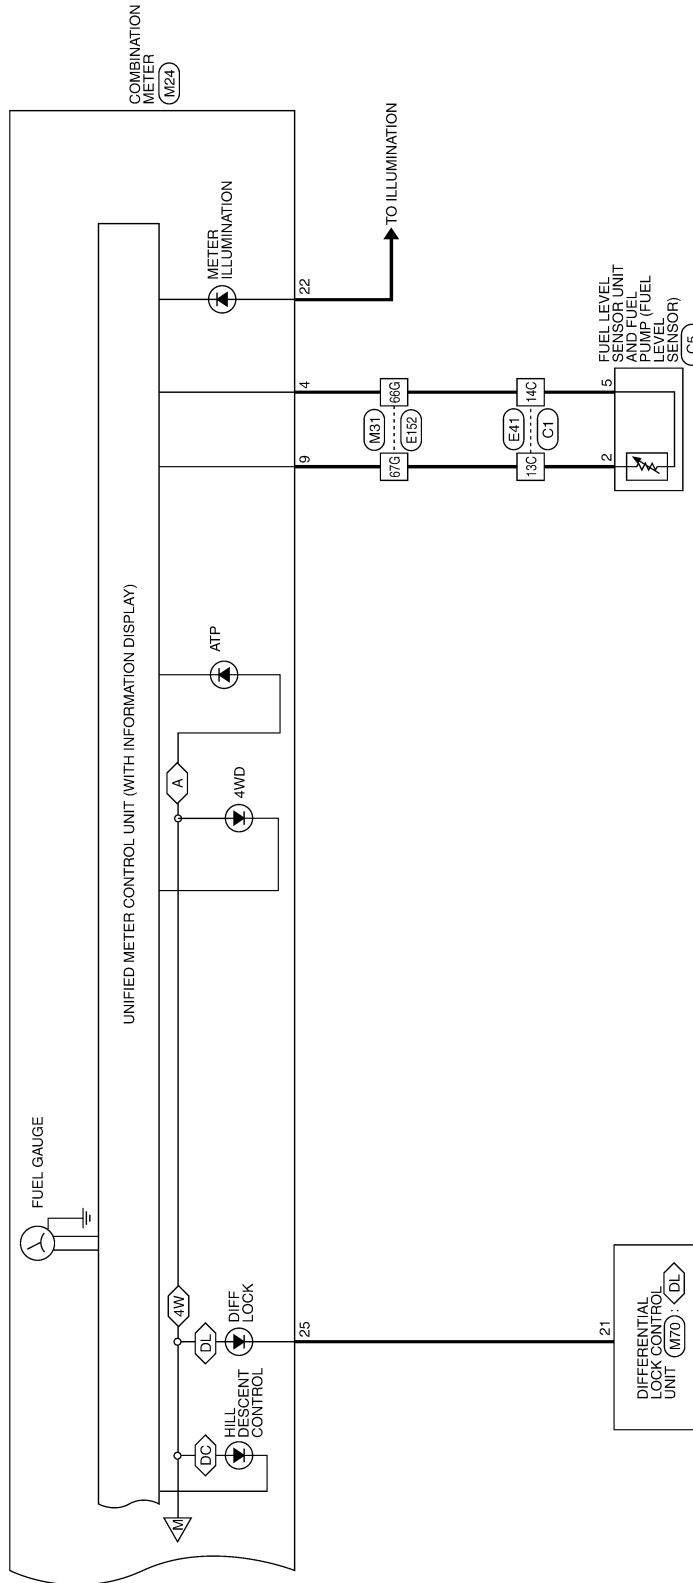 COMBINATION
METER
M24
TO ILLUMINATION
METER
ILLUMINATION
22
4
9
66G
67G
M31
E152
14C
13C
E41
C1
5
2
FUEL LEVEL
SENSOR UNIT
AND FUEL
PUMP (FUEL
LEVEL
SENSOR)
C5
UNIFIED METER CONTROL UNIT (WITH INFORMATION DISPLAY)
ATP
A
4WD
FUEL GAUGE
4W
DL
DIFF
LOCK
25
21
DIFFERENTIAL
LOCK CONTROL
UNIT M70 : DL
DC
HILL
DESCENT
CONTROL
M